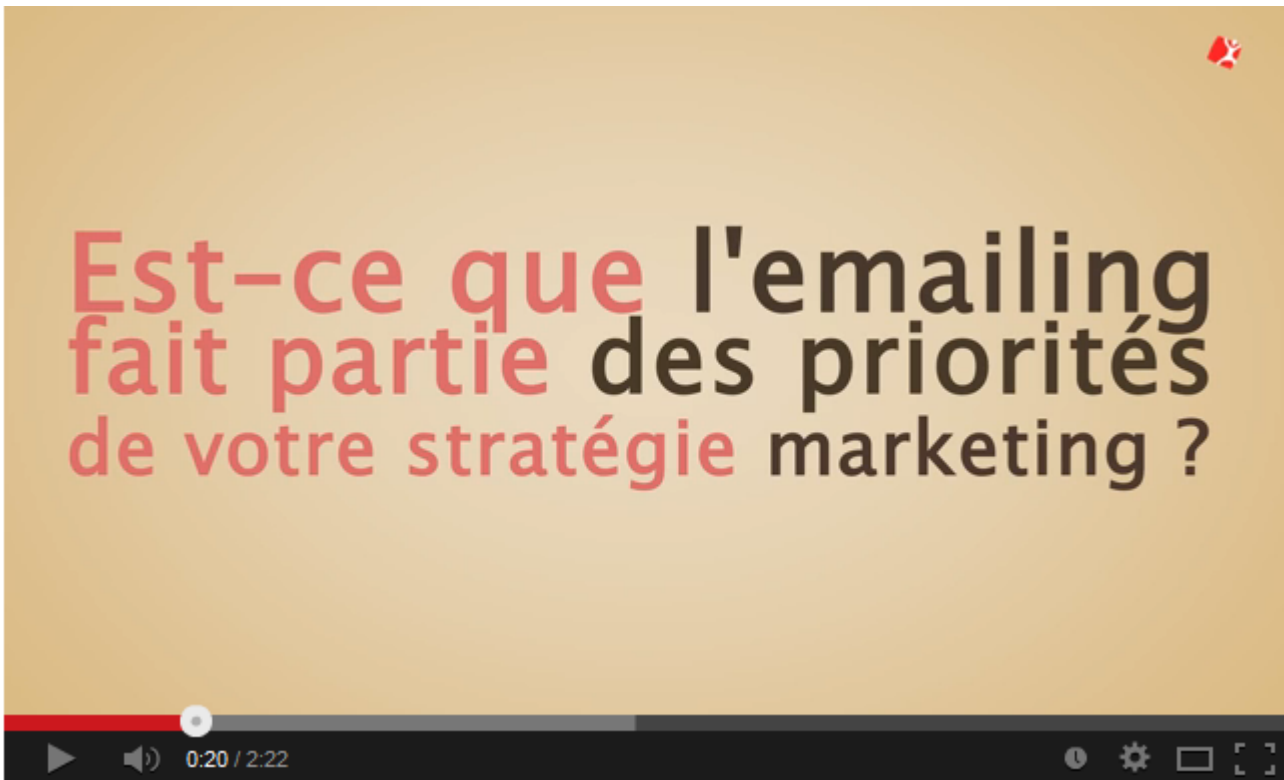 Est-ce que l'emailing
fait partie des priorités
de votre stratégie marketing ?
0:20 / 2:22